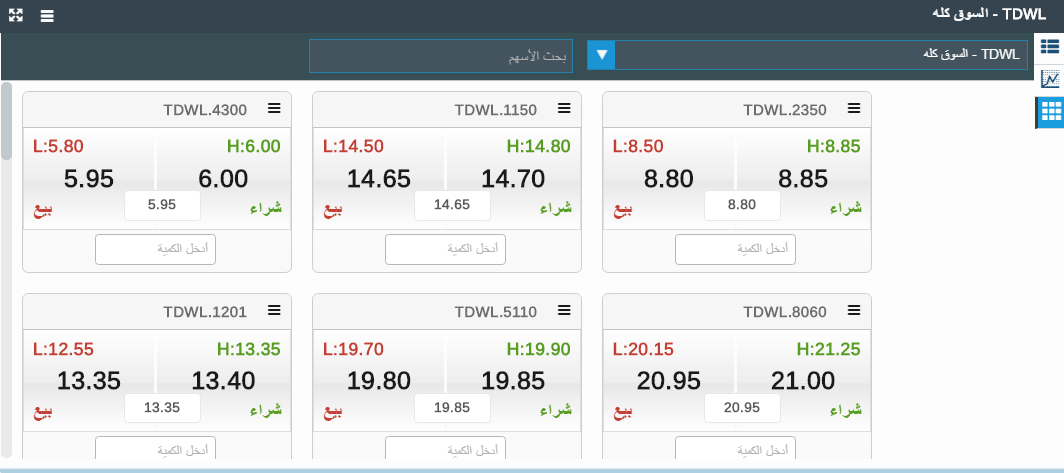 TDWL - السوق كله
TDWL - السوق كله
بحث الأسهم
TDWL.2350
L:8.50 H:8.85
8.80 8.85
بيع 8.80 شراء
أدخل الكمية
TDWL.1150
L:14.50 H:14.80
14.65 14.70
بيع 14.65 شراء
أدخل الكمية
TDWL.4300
L:5.80 H:6.00
5.95 6.00
بيع 5.95 شراء
أدخل الكمية
TDWL.8060
L:20.15 H:21.25
20.95 21.00
بيع 20.95 شراء
أدخل الكمية
TDWL.5110
L:19.70 H:19.90
19.80 19.85
بيع 19.85 شراء
أدخل الكمية
TDWL.1201
L:12.55 H:13.35
13.35 13.40
بيع 13.35 شراء
أدخل الكمية